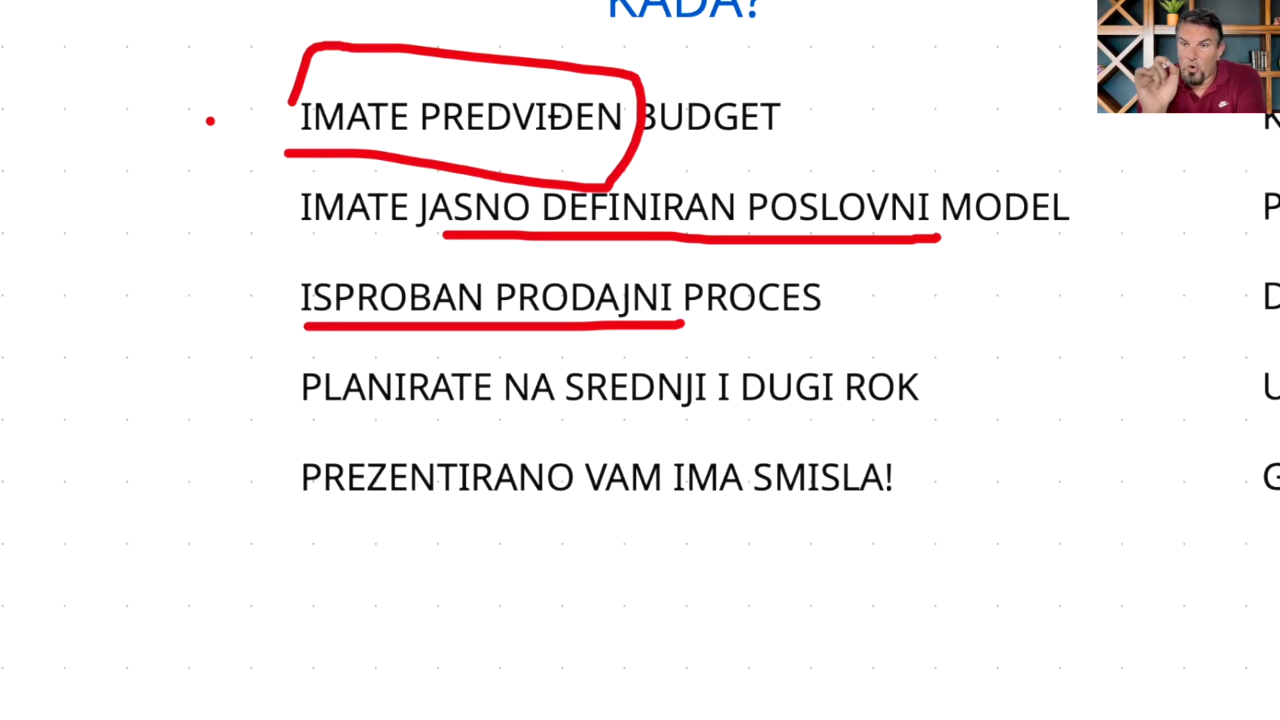 KADA?
IMATE PREDVIĐEN BUDGET
IMATE JASNO DEFINIRAN POSLOVNI MODEL
ISPROBAN PRODAJNI PROCES
PLANIRATE NA SREDNJI I DUGI ROK
PREZENTIRANO VAM IMA SMISLA!